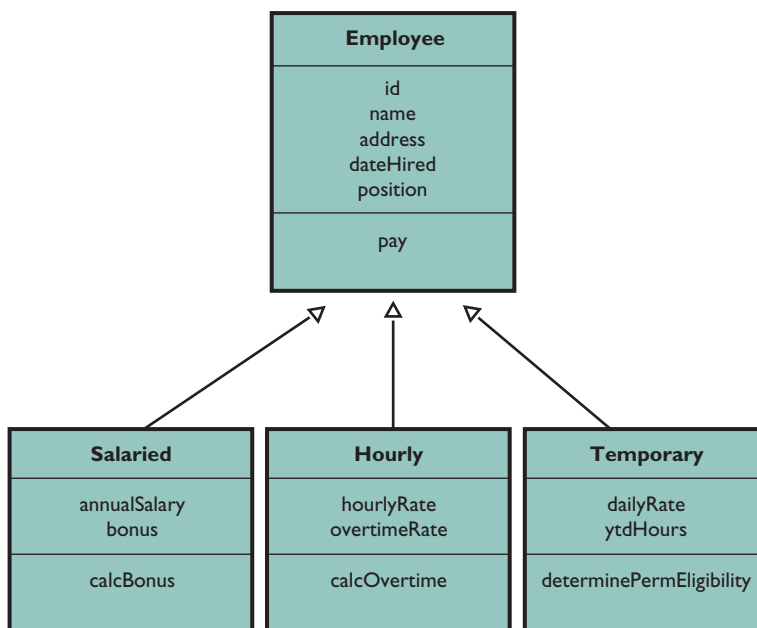 Employee
id
name
address
dateHired
position
pay
Salaried
annualSalary
bonus
calcBonus
Hourly
hourlyRate
overtimeRate
calcOvertime
Temporary
dailyRate
ytdHours
determinePermEligibility